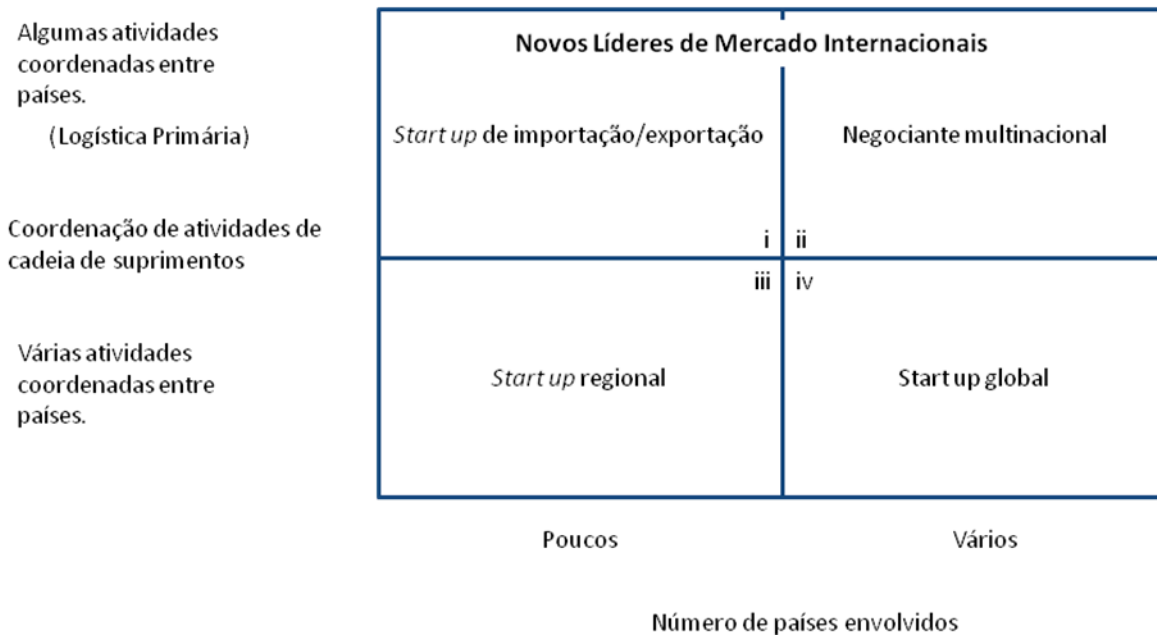 Algumas atividades
coordenadas entre
países.
(Logística Primária)
Novos Líderes de Mercado Internacionais
Start up de importação/exportação
Negociante multinacional
Coordenação de atividades de
cadeia de suprimentos
i
ii
iii
iv
Várias atividades
coordenadas entre
países.
Start up regional
Start up global
Poucos
Vários
Número de países envolvidos